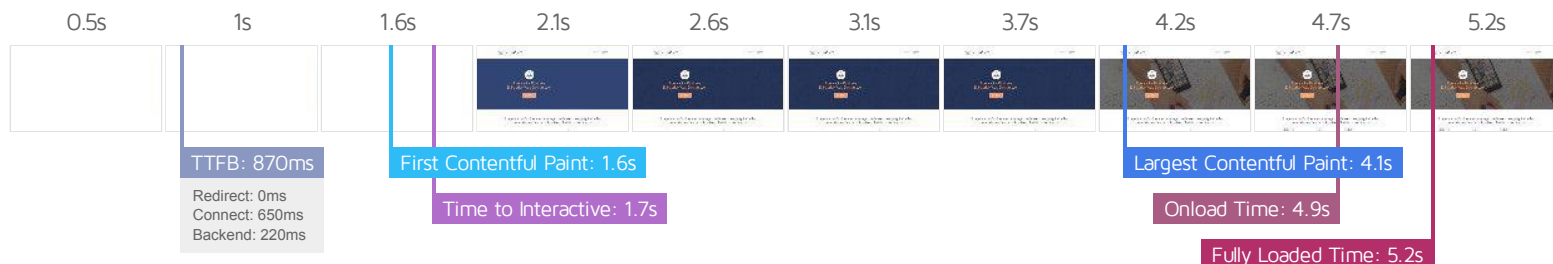 0.5s
1s
1.6s
2.1s
2.6s
3.1s
3.7s
4.2s
4.7s
5.2s
TTFB: 870ms
Redirect: 0ms
Connect: 650ms
Backend: 220ms
First Contentful Paint: 1.6s
Time to Interactive: 1.7s
Largest Contentful Paint: 4.1s
Onload Time: 4.9s
Fully Loaded Time: 5.2s